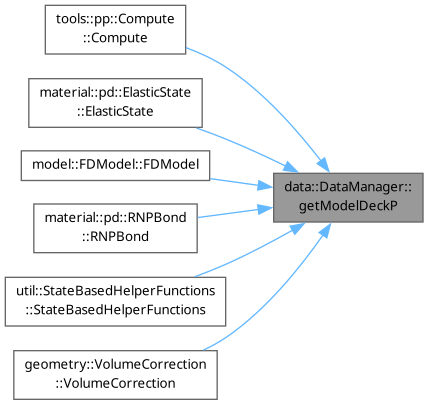 tools::pp::Compute
::Compute
material::pd::ElasticState
::ElasticState
model::FDModel::FDModel
data::DataManager::
getModelDeckP
material::pd::RNPBond
::RNPBond
util::StateBasedHelperFunctions
::StateBasedHelperFunctions
geometry::VolumeCorrection
::VolumeCorrection